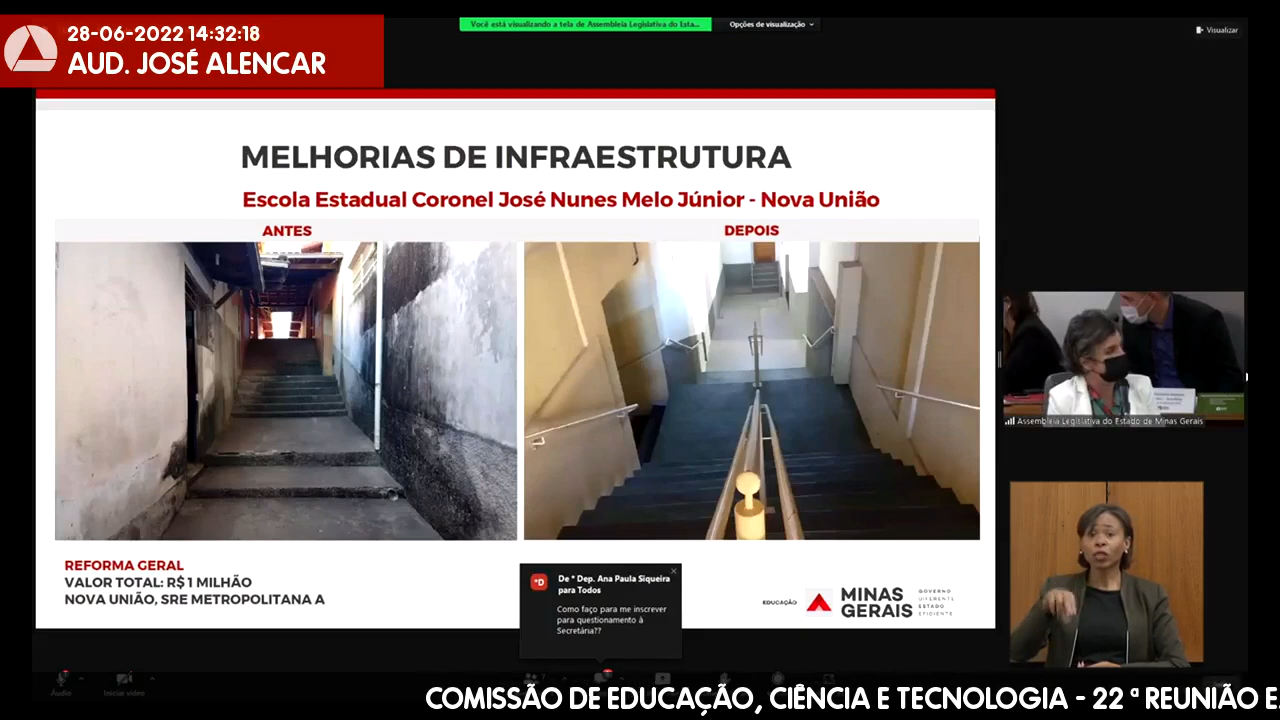 28-06-2022 14:32:18
AUD. JOSÉ ALENCAR
Você está visualizando a tela de Assembleia Legislativa do Esta...
Opções de visualização
Visualizar
MELHORIAS DE INFRAESTRUTURA
Escola Estadual Coronel José Nunes Melo Júnior - Nova União
ANTES
DEPOIS
REFORMA GERAL
VALOR TOTAL: R$ 1 MILHÃO
NOVA UNIÃO, SRE METROPOLITANA A
*D
De * Dep. Ana Paula Siqueira
para Todos
Como faço para me inscrever
para questionamento à
Secretária??
EDUCAÇÃO
MINAS
GERAIS
GOVERNO
DIFERENTE
ESTADO
EFICIENTE
Assembleia Legislativa do Estado de Minas Gerais
Áudio
Iniciar vídeo
COMISSÃO DE EDUCAÇÃO, CIÊNCIA E TECNOLOGIA - 22 ª REUNIÃO E